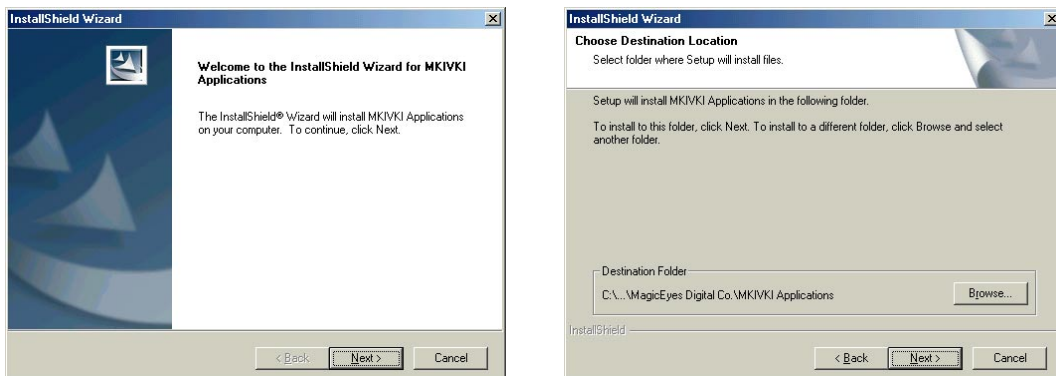 InstallShield Wizard
Welcome to the InstallShield Wizard for MKIVKI
Applications
The InstallShield® Wizard will install MKIVKI Applications
on your computer. To continue, click Next.
< Back
Next >
Cancel
InstallShield Wizard
Choose Destination Location
Select folder where Setup will install files.
Setup will install MKIVKI Applications in the following folder.
To install to this folder, click Next. To install to a different folder, click Browse and select
another folder.
Destination Folder
C:\...\MagicEyes Digital Co.\MKIVKI Applications
Browse...
InstallShield
< Back
Next >
Cancel